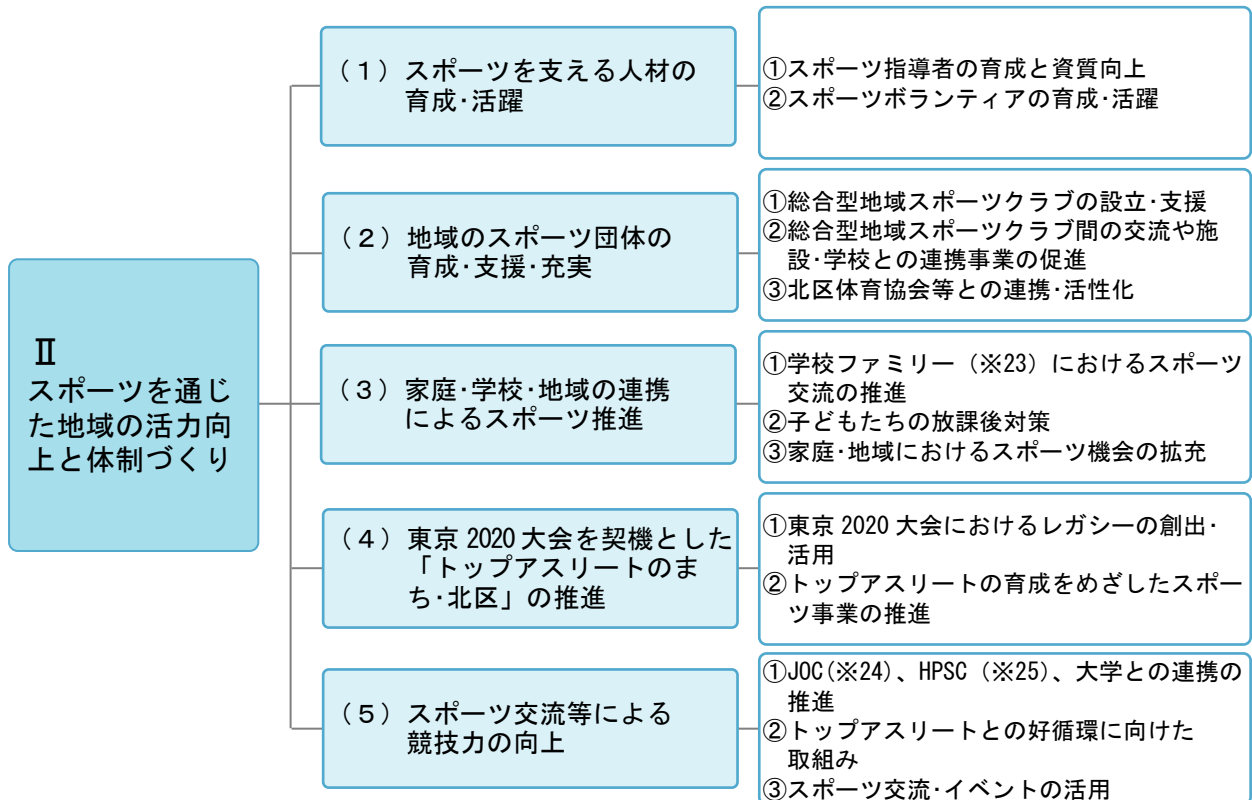 Ⅱ
スポーツを通じ
た地域の活力向
上と体制づくり
（１）スポーツを支える人材の
育成･活躍
①スポーツ指導者の育成と資質向上
②スポーツボランティアの育成･活躍
（２）地域のスポーツ団体の
育成･支援･充実
①総合型地域スポーツクラブの設立･支援
②総合型地域スポーツクラブ間の交流や施
設･学校との連携事業の促進
③北区体育協会等との連携･活性化
（３）家庭･学校･地域の連携
によるスポーツ推進
①学校ファミリー（※23）におけるスポーツ
交流の推進
②子どもたちの放課後対策
③家庭･地域におけるスポーツ機会の拡充
（４）東京 2020 大会を契機とした
「トップアスリートのま
ち･北区」の推進
①東京 2020 大会におけるレガシーの創出･
活用
②トップアスリートの育成をめざしたスポー
ツ事業の推進
（５）スポーツ交流等による
競技力の向上
①JOC(※24)、HPSC（※25)、大学との連携の
推進
②トップアスリートとの好循環に向けた
取組み
③スポーツ交流･イベントの活用